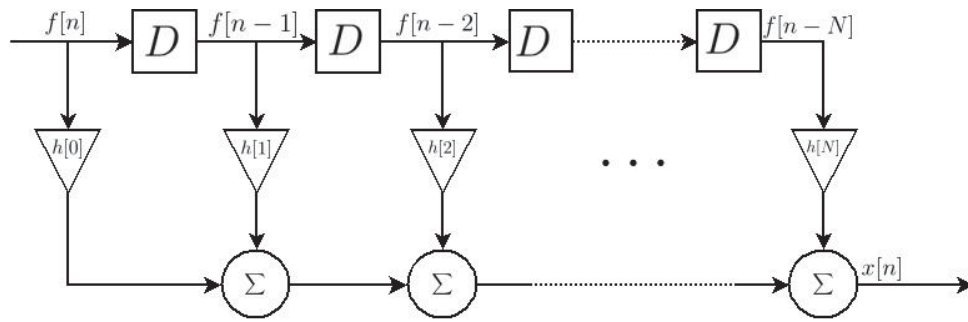 f[n] D f[n−1] D f[n−2] D D f[n−N]
h[0] h[1] h[2] . . . h[N]
Σ Σ Σ x[n]